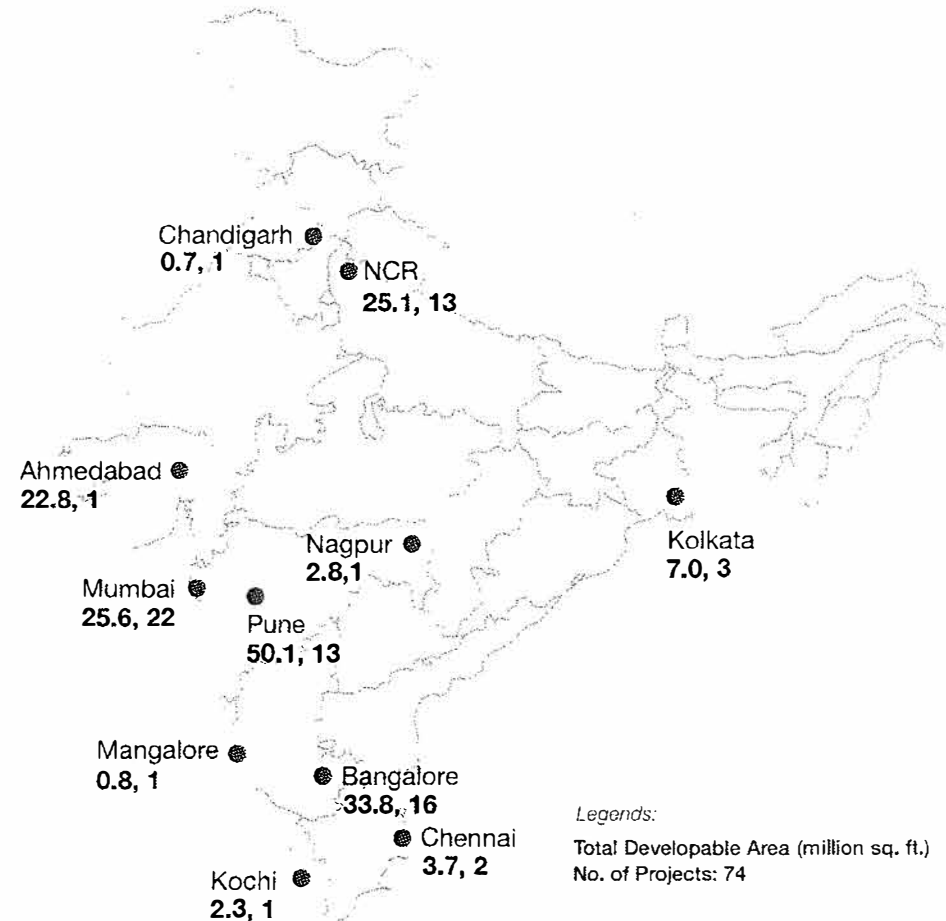 Chandigarh
0.7, 1
NCR
25.1, 13
Ahmedabad
22.8, 1
Nagpur
2.8,1
Kolkata
7.0, 3
Mumbai
25.6, 22
Pune
50.1, 13
Mangalore
0.8, 1
Bangalore
33.8, 16
Chennai
3.7, 2
Kochi
2.3, 1
Legends:
Total Developable Area (million sq. ft.)
No. of Projects: 74